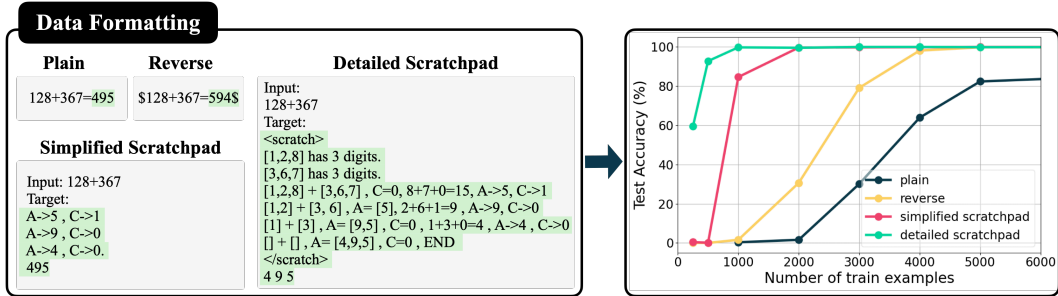 Data Formatting
Plain
128+367=495
Reverse
$128+367=594$
Simplified Scratchpad
Input: 128+367
Target:
A->5 , C->1
A->9 , C->0
A->4 , C->0.
495
Detailed Scratchpad
Input:
128+367
Target:
<scratch>
[1,2,8] has 3 digits.
[3,6,7] has 3 digits.
[1,2,8] + [3,6,7] , C=0, 8+7+0=15, A->5, C->1
[1,2] + [3, 6] , A= [5], 2+6+1=9 , A->9, C->0
[1] + [3] , A= [9,5] , C=0 , 1+3+0=4 , A->4 , C->0
[] + [] , A= [4,9,5] , C=0 , END
</scratch>
4 9 5
Test Accuracy (%)
100
80
60
40
20
0
0
1000
2000
3000
4000
5000
6000
Number of train examples
plain
reverse
simplified scratchpad
detailed scratchpad